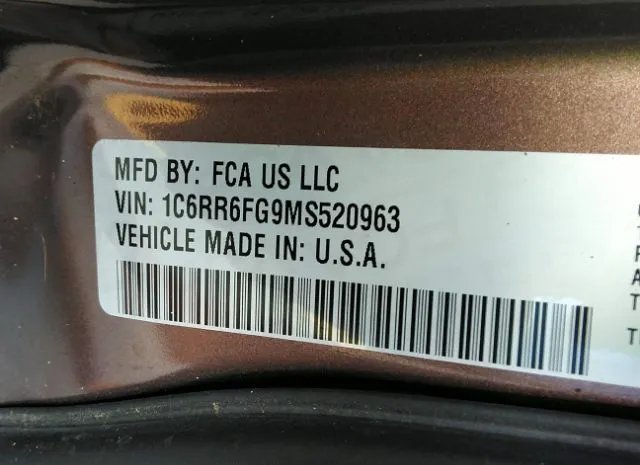 MFD BY: FCA US LLC
VIN: 1C6RR6FG9MS520963
VEHICLE MADE IN: U.S.A.